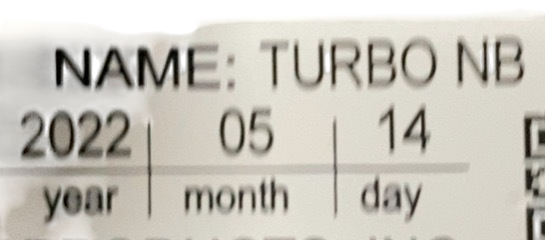 NAME: TURBO NB
2022 05 14
year month day